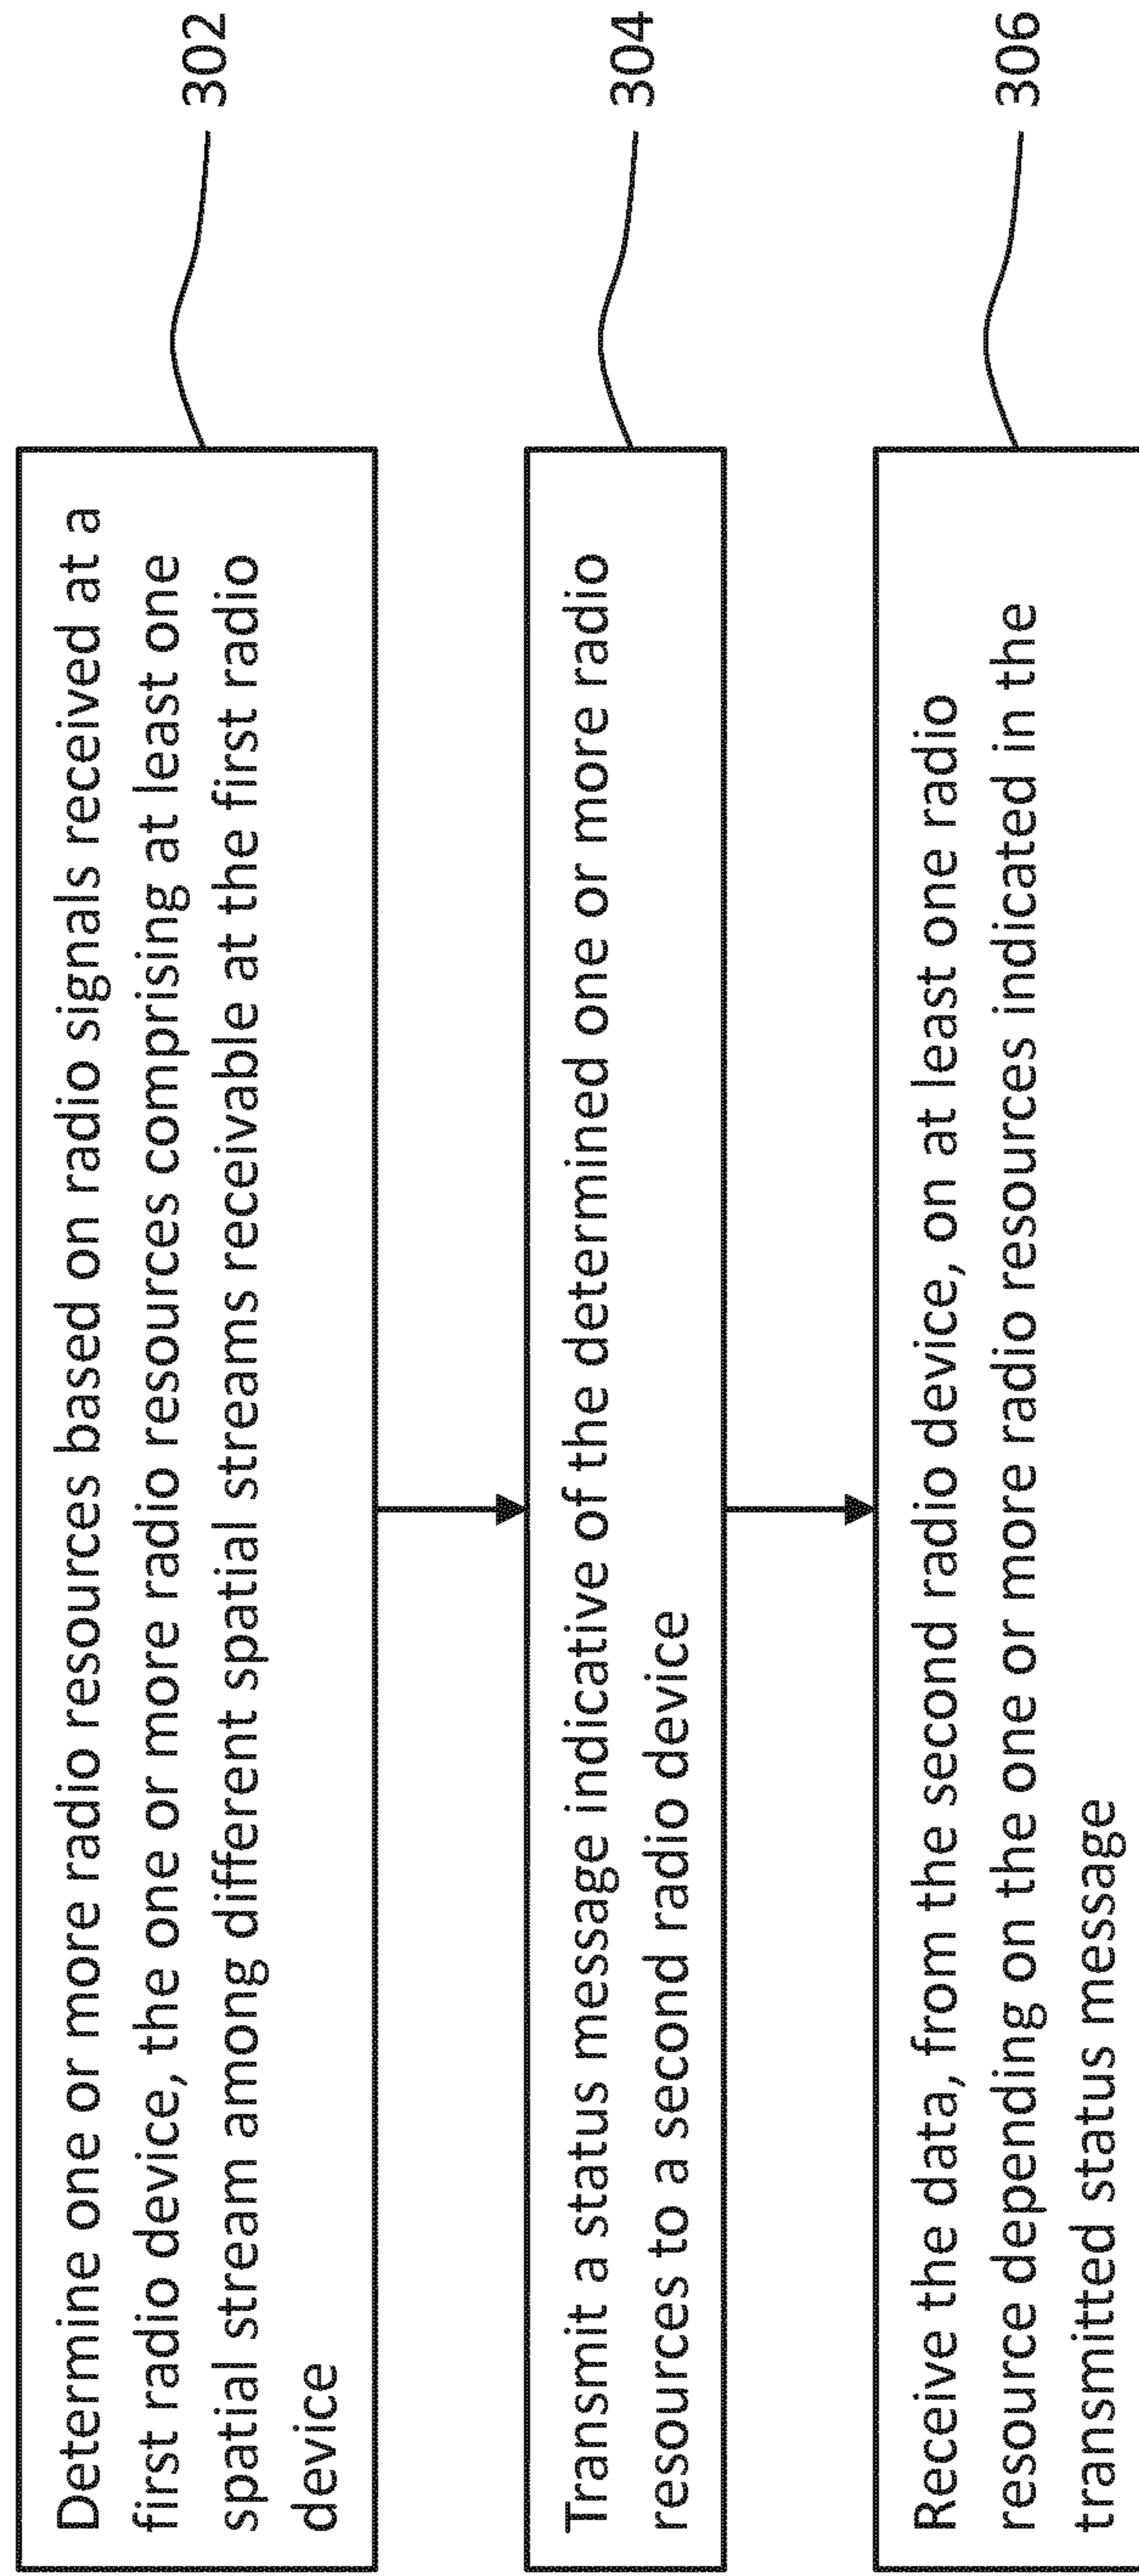 Determine one or more radio resources based on radio signals received at a
first radio device, the one or more radio resources comprising at least one
spatial stream among different spatial streams receivable at the first radio
device
302
Transmit a status message indicative of the determined one or more radio
resources to a second radio device
304
Receive the data, from the second radio device, on at least one radio
resource depending on the one or more radio resources indicated in the
transmitted status message
306